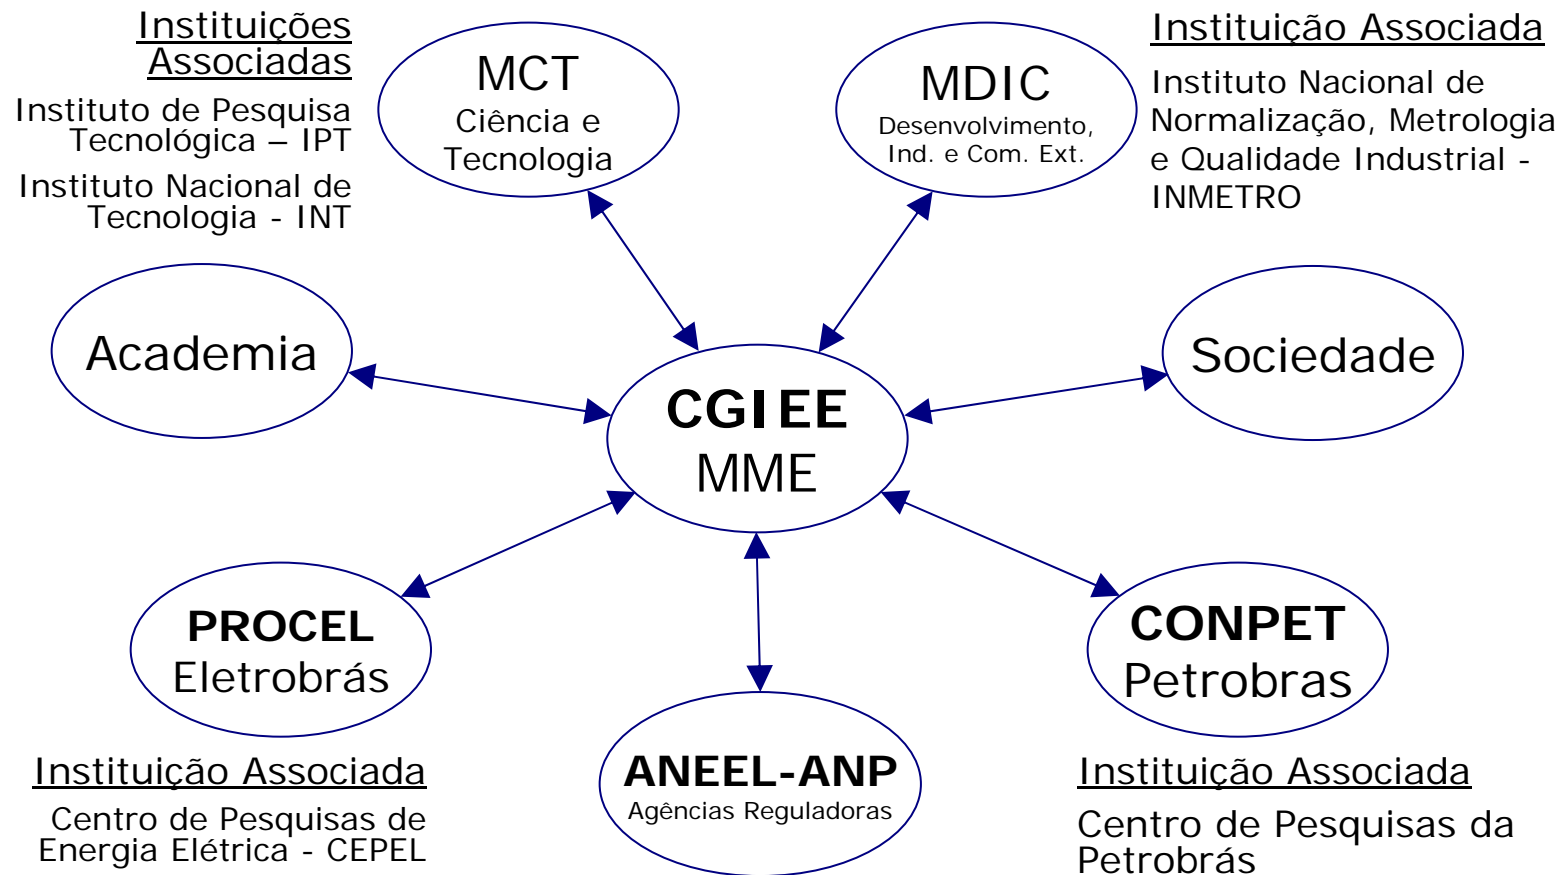 Instituições
Associadas
Instituto de Pesquisa
Tecnológica – IPT
Instituto Nacional de
Tecnologia - INT
MCT
Ciência e
Tecnologia
MDIC
Desenvolvimento,
Ind. e Com. Ext.
Instituição Associada
Instituto Nacional de
Normalização, Metrologia
e Qualidade Industrial -
INMETRO
Academia
CGIEE
MME
Sociedade
PROCEL
Eletrobrás
Instituição Associada
Centro de Pesquisas de
Energia Elétrica - CEPEL
ANEEL-ANP
Agências Reguladoras
CONPET
Petrobras
Instituição Associada
Centro de Pesquisas da
Petrobrás